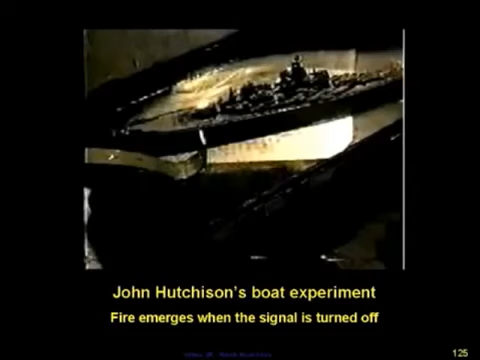 John Hutchison's boat experiment
Fire emerges when the signal is turned off
125